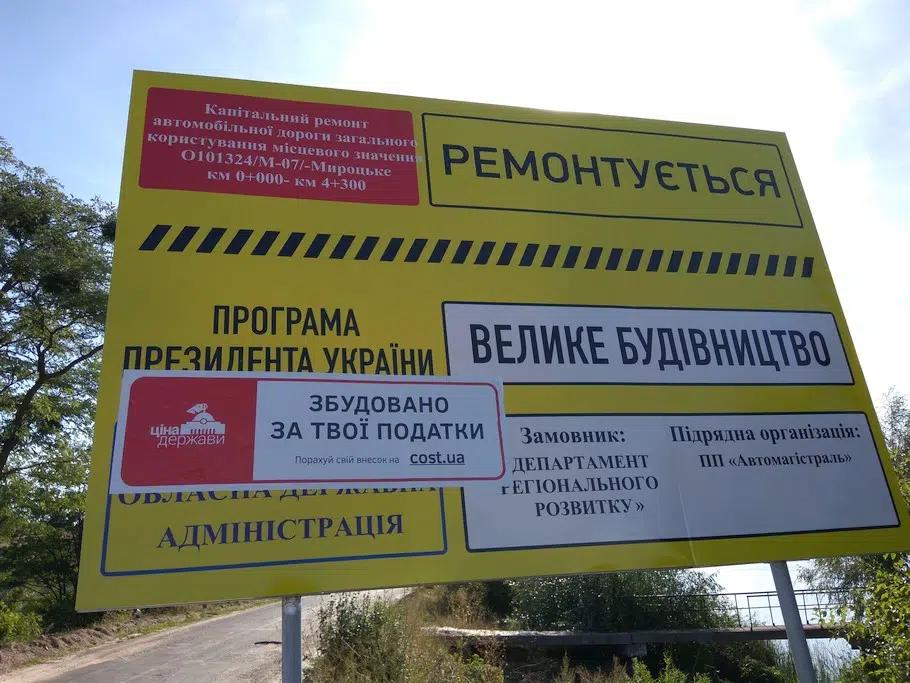 Капітальний ремонт
автомобільної дороги загального
користування місцевого значення
О101324/М-07/-Мироцьке
км 0+000- км 4+300
РЕМОНТУЄТЬСЯ
ПРОГРАМА
ПРЕЗИДЕНТА УКРАЇНИ
ВЕЛИКЕ БУДІВНИЦТВО
ціна
держави
ЗБУДОВАНО
ЗА ТВОЇ ПОДАТКИ
Порахуй свій внесок на cost.ua
ОБЛАСНА ДЕРЖАВНА
АДМІНІСТРАЦІЯ
Замовник:
ДЕПАРТАМЕНТ
РЕГІОНАЛЬНОГО
РОЗВИТКУ»
Підрядна організація:
ПП «Автомагістраль»